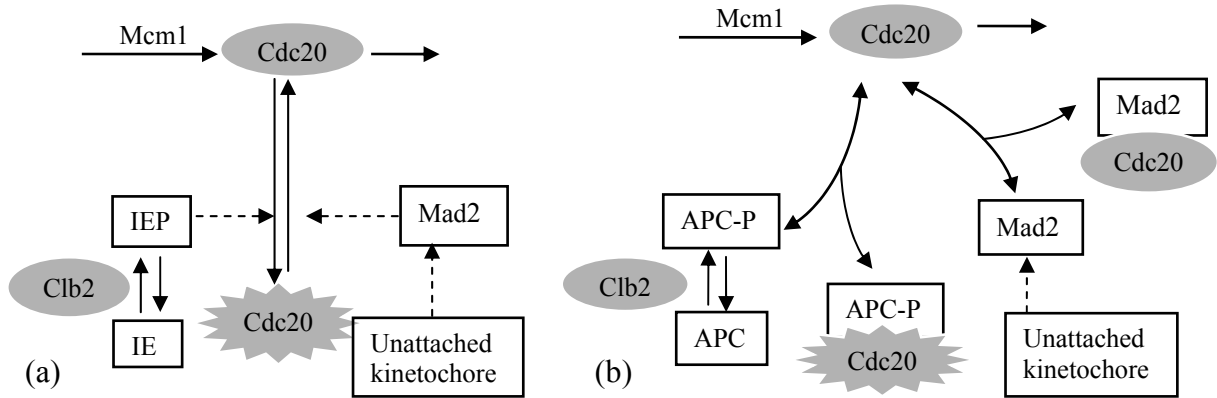 Mcm1
Cdc20
IEP
Mad2
Clb2
IE
Cdc20
Unattached
kinetochore
(a)
Mcm1
Cdc20
Mad2
Cdc20
APC-P
Mad2
Clb2
APC
APC-P
Cdc20
Unattached
kinetochore
(b)